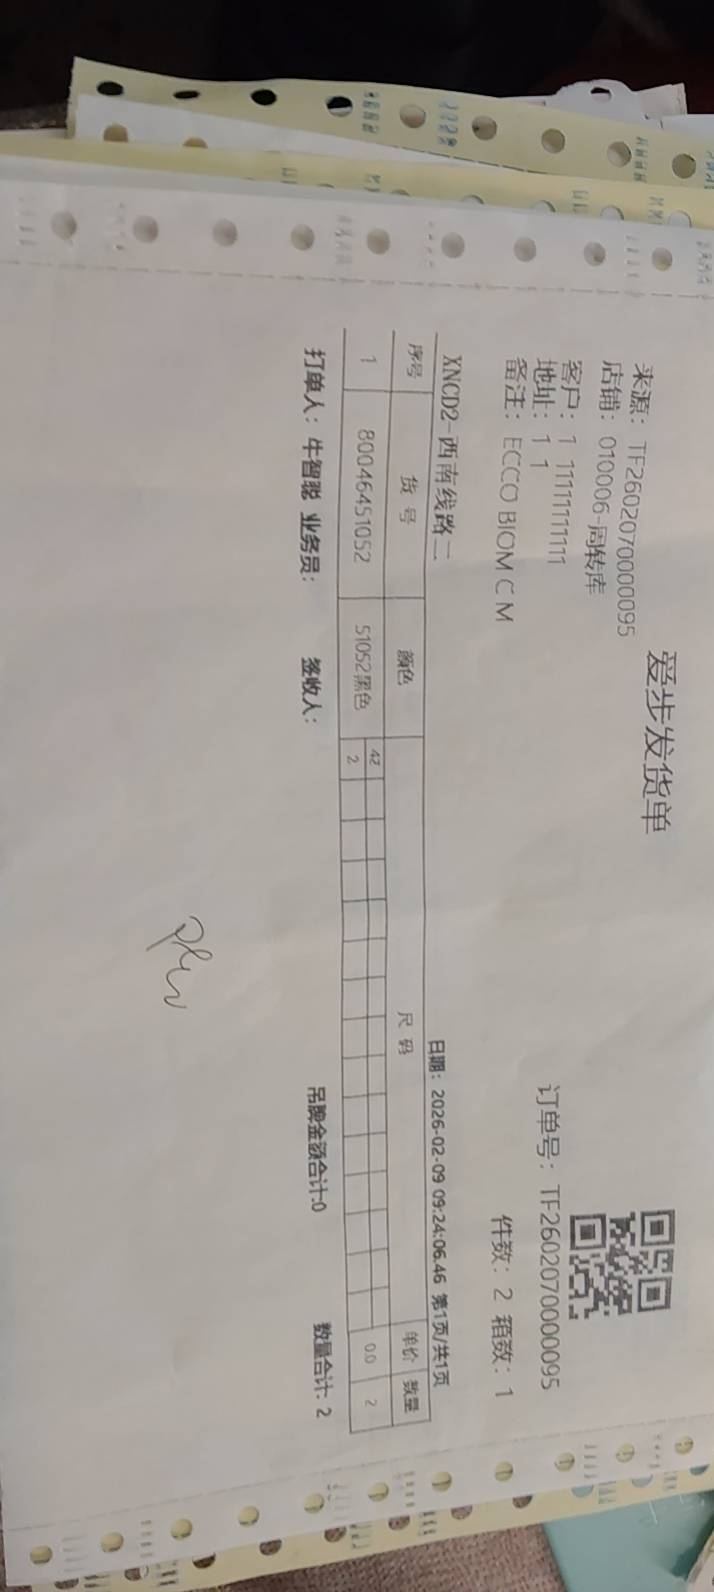 爱步发货单
来源：TF2602070000095
店铺：010006-周转库
客户：1 1111111111
地址：1 1
备注：ECCO BIOM C M
订单号：TF2602070000095
件数：2 箱数：1
XNCD2-西南线路二
日期：2026-02-09 09:24:06.46 第1页/共1页
序号 货号 颜色 尺码 单价 数量
1 80046451052 51052黑色 42 0.0 2
2
打单人：牛智聪 业务员： 签收人： 吊牌金额合计:0 数量合计: 2